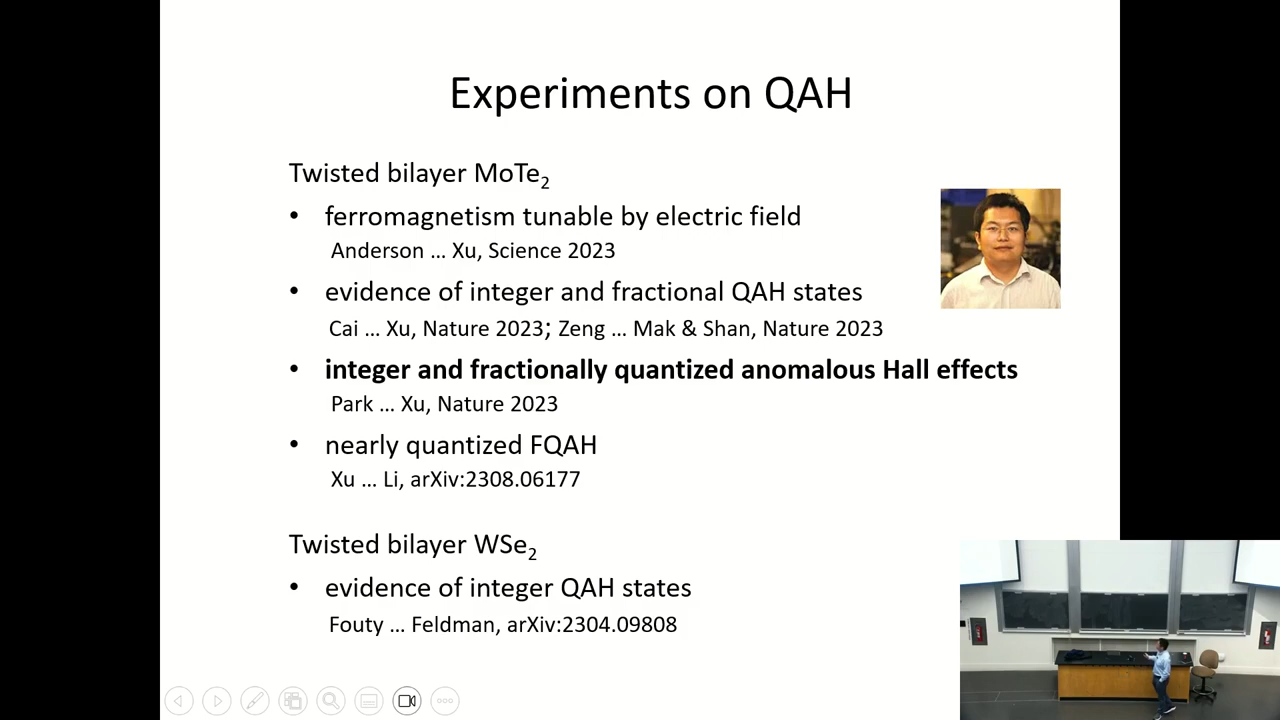 Experiments on QAH
Twisted bilayer MoTe₂
• ferromagnetism tunable by electric field
Anderson ... Xu, Science 2023
• evidence of integer and fractional QAH states
Cai ... Xu, Nature 2023; Zeng ... Mak & Shan, Nature 2023
• integer and fractionally quantized anomalous Hall effects
Park ... Xu, Nature 2023
• nearly quantized FQAH
Xu ... Li, arXiv:2308.06177
Twisted bilayer WSe₂
• evidence of integer QAH states
Fouty ... Feldman, arXiv:2304.09808